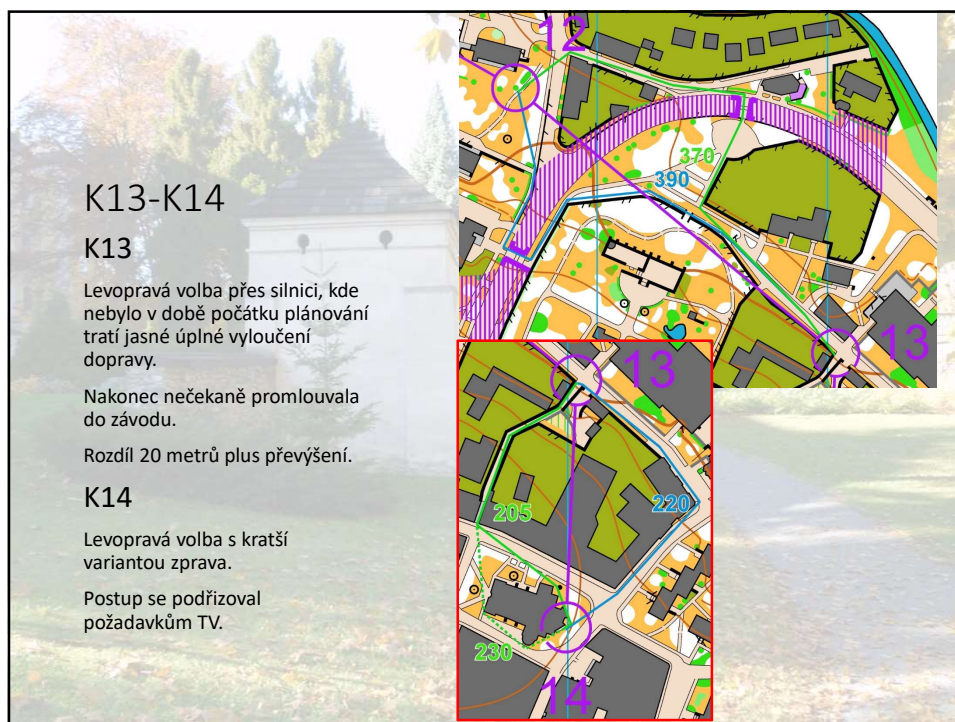 K13-K14
K13
Levopravá volba přes silnici, kde
nebylo v době počátku plánování
tratí jasné úplné vyloučení
dopravy.
Nakonec nečekaně promlouvala
do závodu.
Rozdíl 20 metrů plus převýšení.
K14
Levopravá volba s kratší
variantou zprava.
Postup se podřizoval
požadavkům TV.
12
370
390
13
13
205
220
230
14